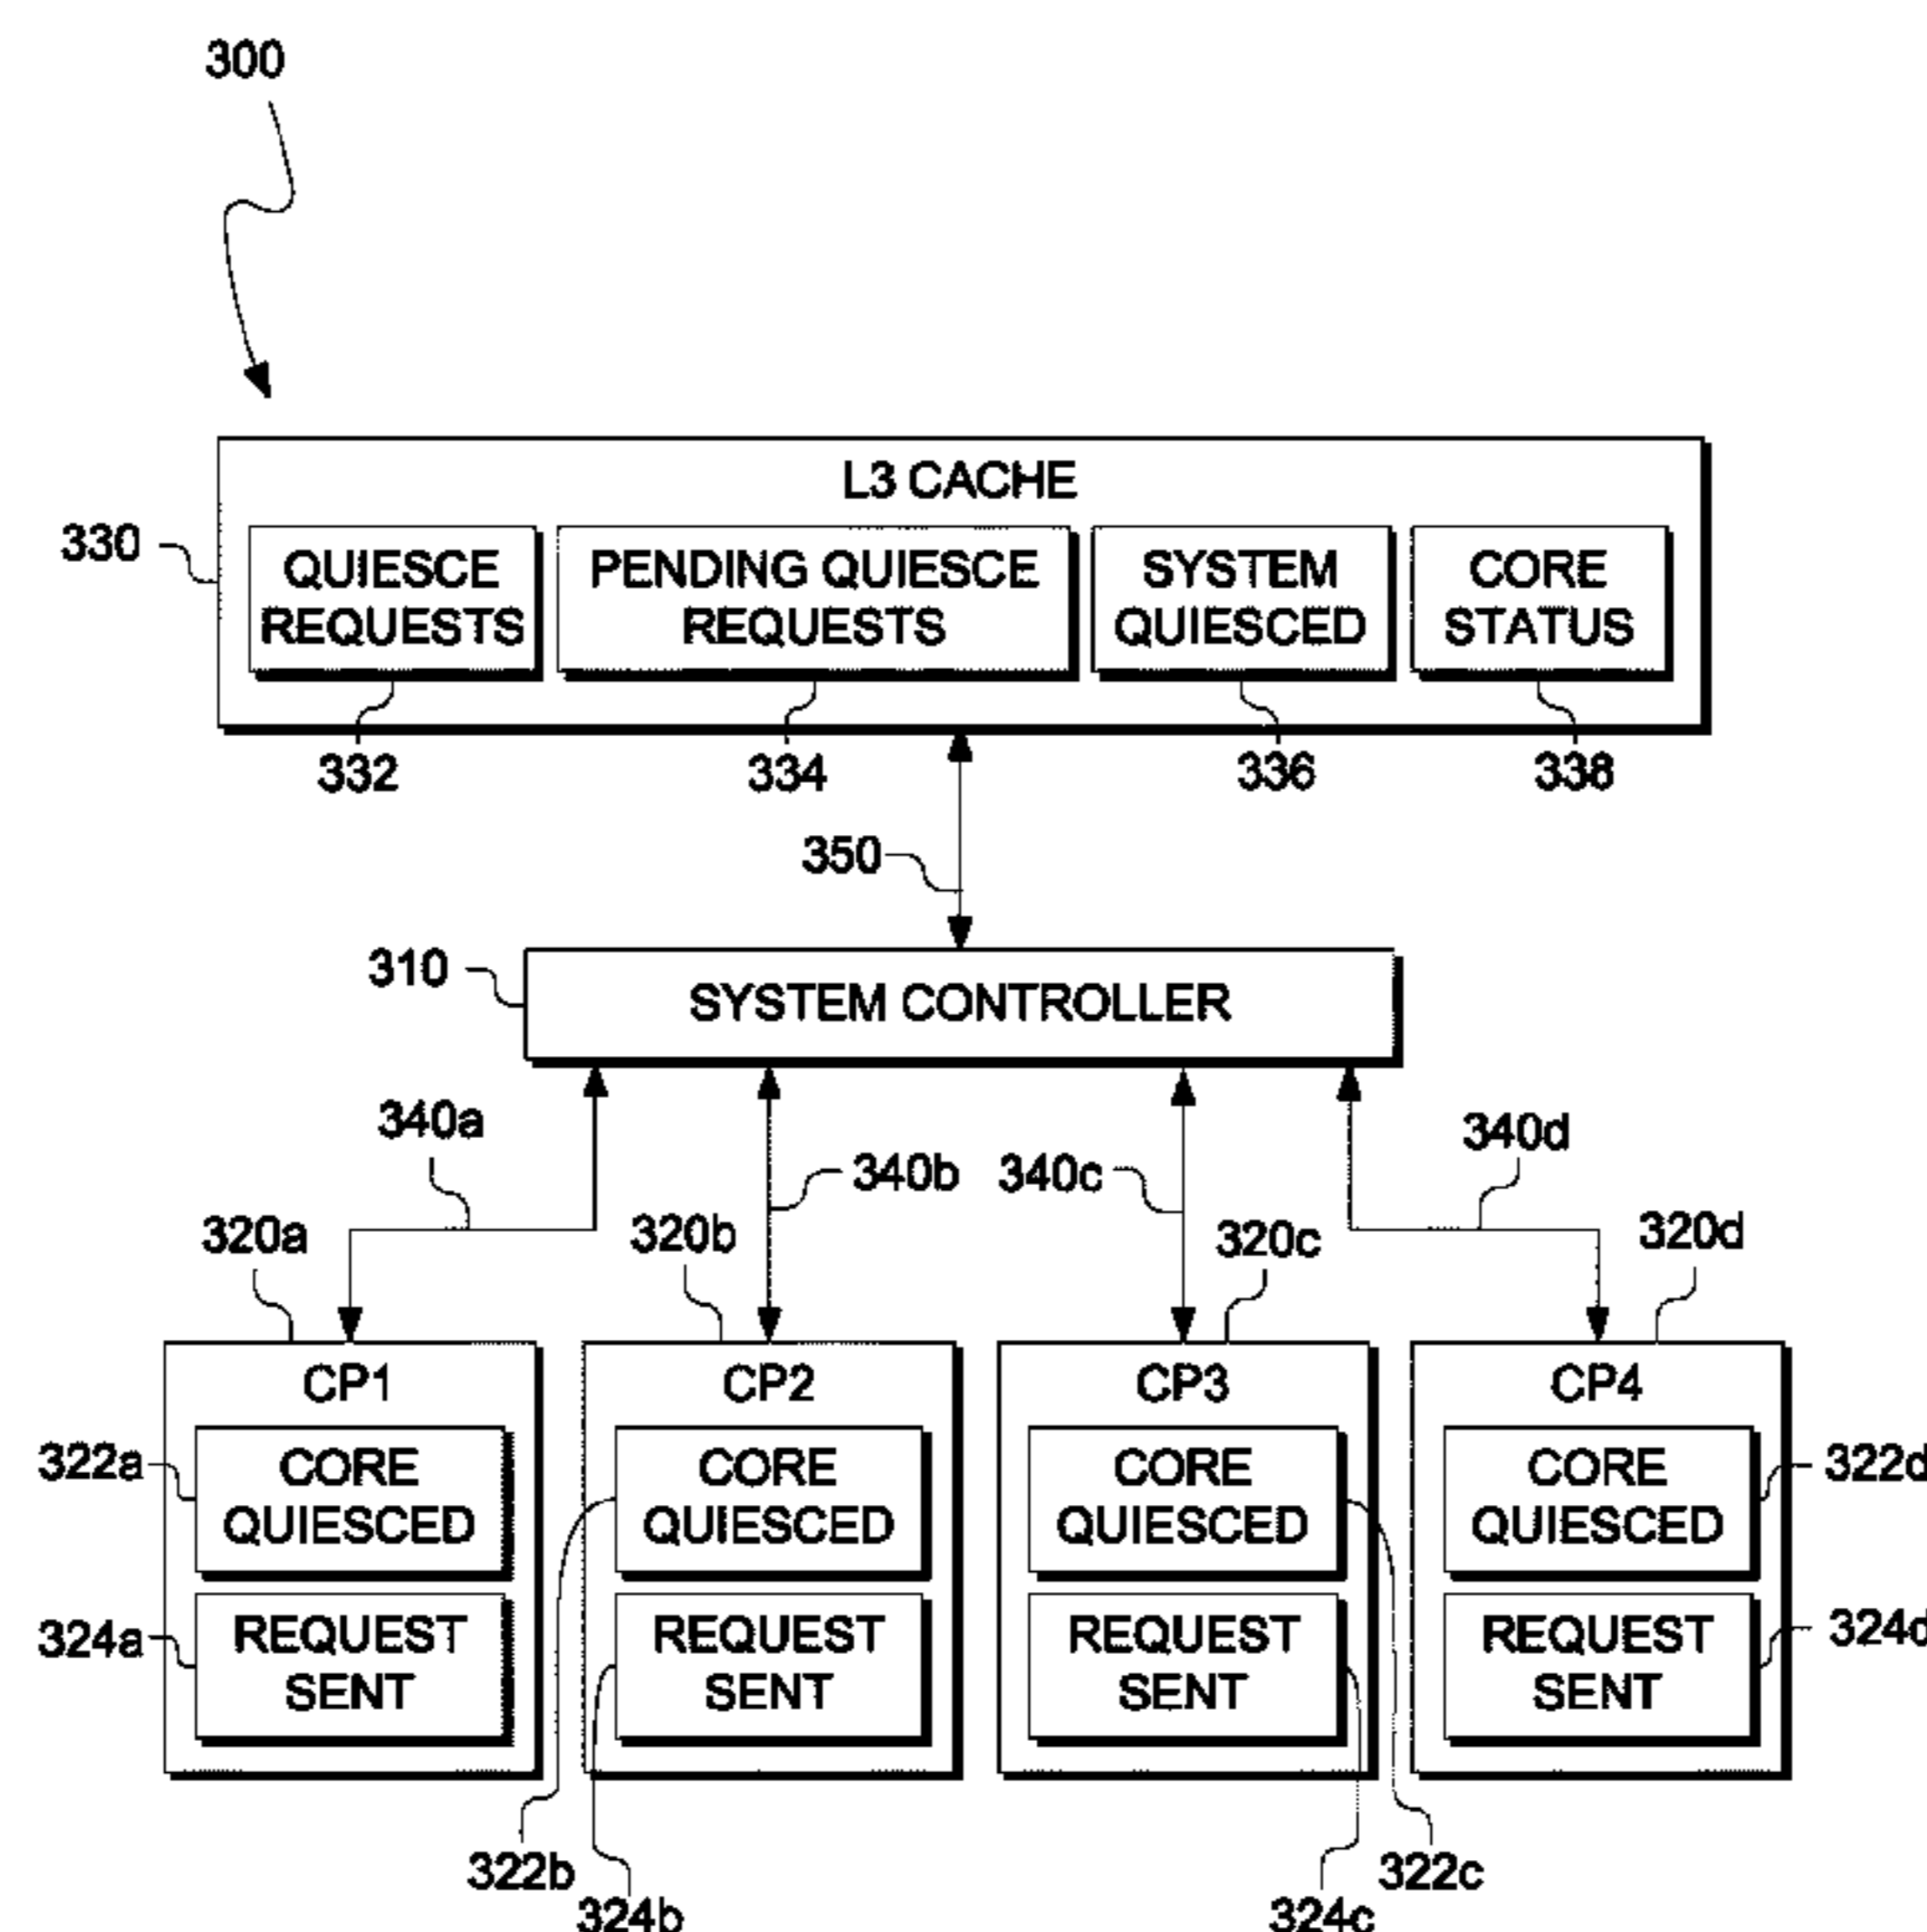 300
L3 CACHE
330
QUIESCE
REQUESTS
PENDING QUIESCE
REQUESTS
SYSTEM
QUIESCED
CORE
STATUS
332
334
336
338
350
310
SYSTEM CONTROLLER
340a
340b
340c
340d
320a
320b
320c
320d
CP1
CP2
CP3
CP4
322a
CORE
QUIESCED
CORE
QUIESCED
CORE
QUIESCED
CORE
QUIESCED
322d
324a
REQUEST
SENT
REQUEST
SENT
REQUEST
SENT
REQUEST
SENT
324d
322b
322c
324b
324c